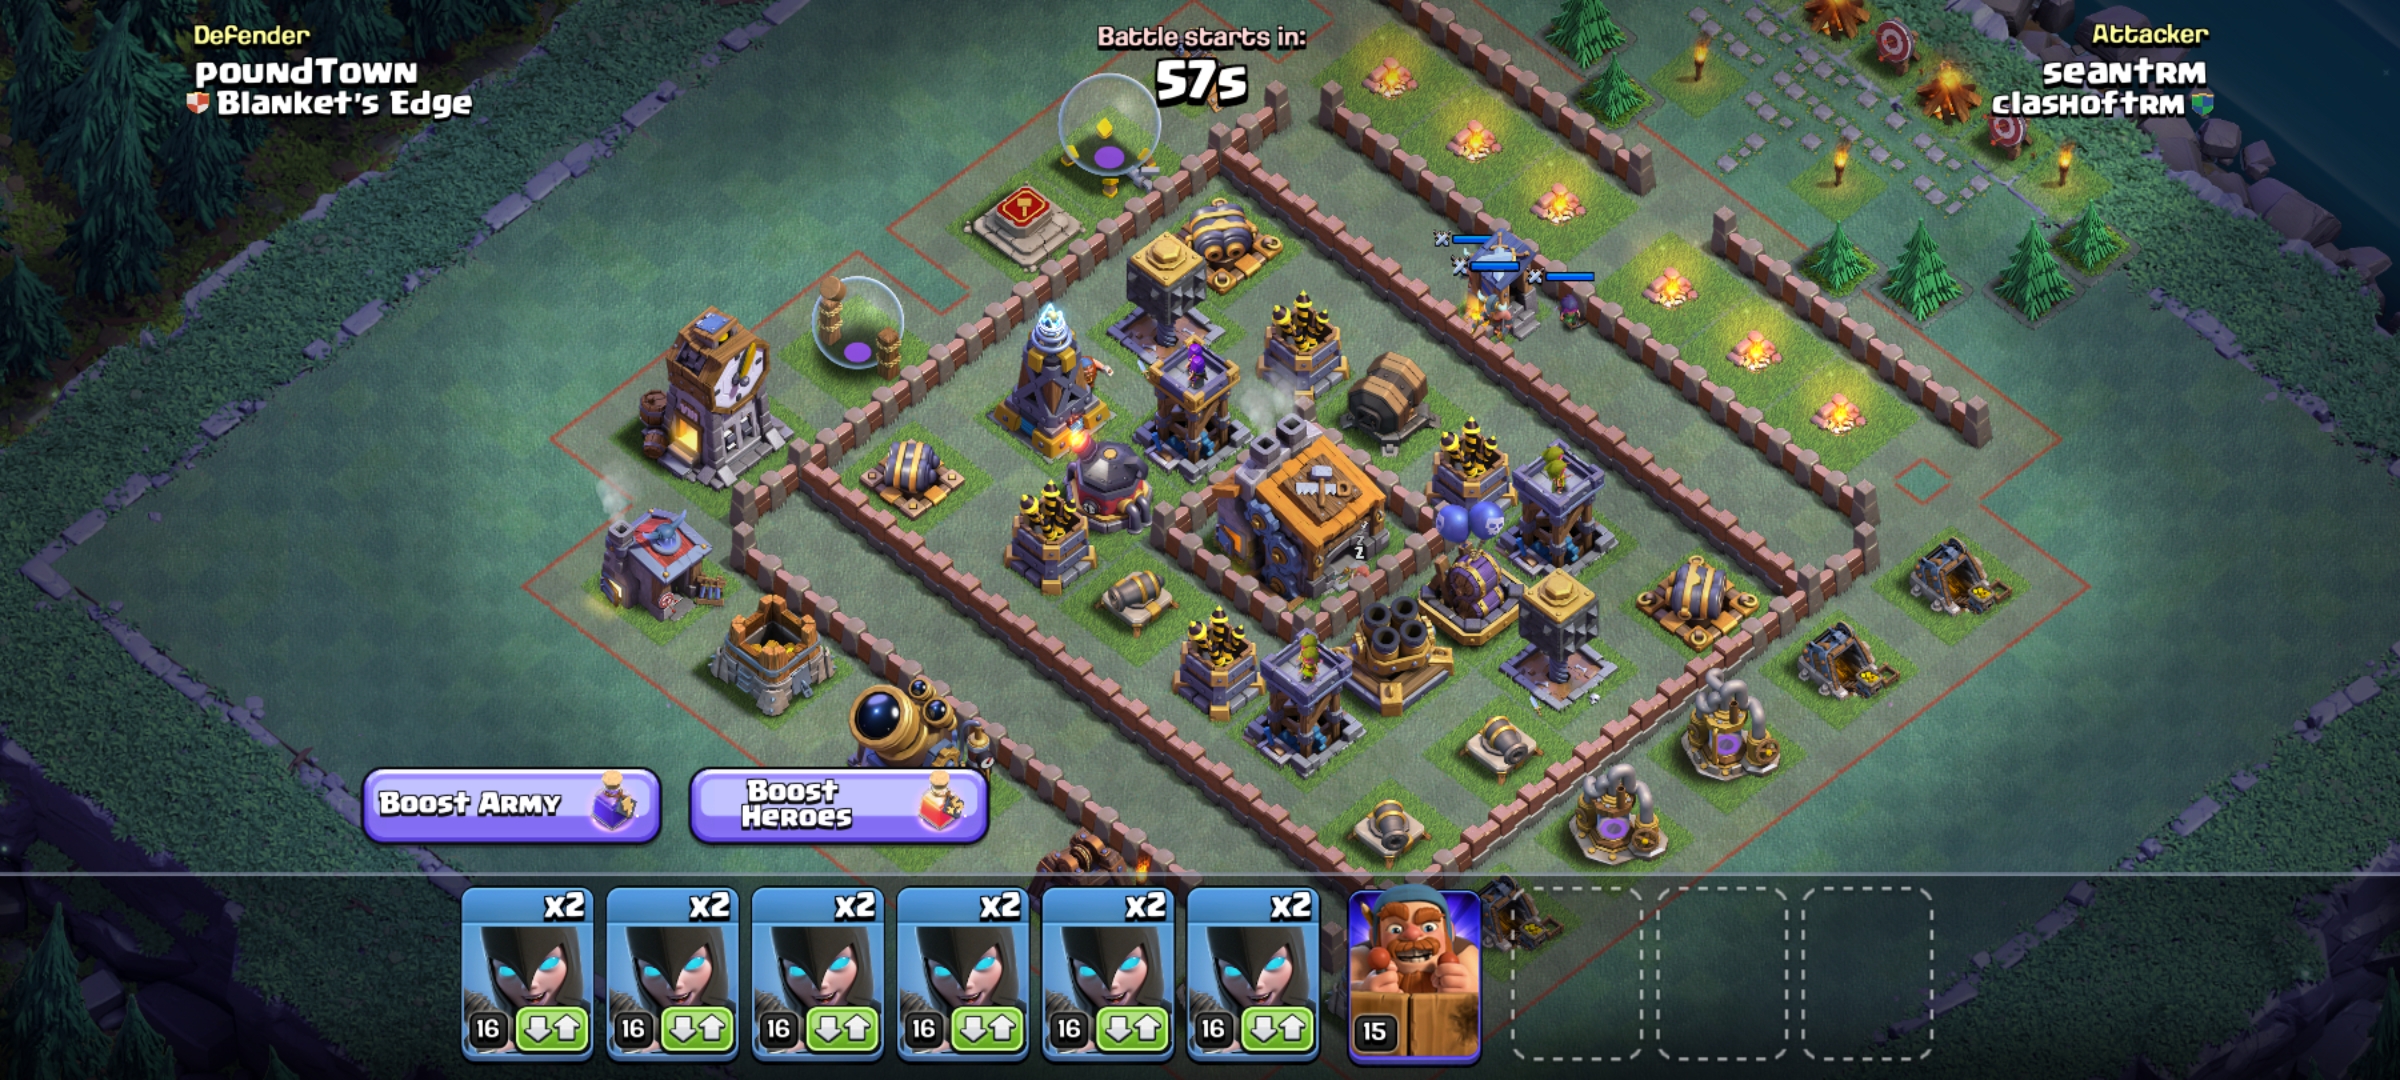 Defender
PoundTown
Blanket's Edge
Battle starts in:
57s
Attacker
seantRM
clashoftRM
z
z
Boost Army
Boost
Heroes
x2
x2
x2
x2
x2
x2
16
16
16
16
16
16
15